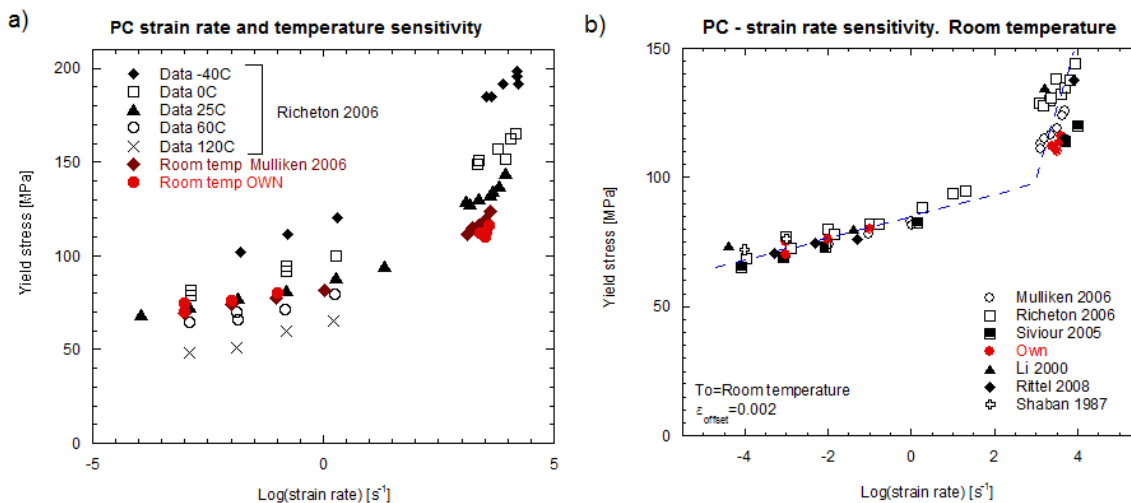 a)
PC strain rate and temperature sensitivity
200
150
100
50
0
Yield stress [MPa]
Data -40C
Data 0C
Data 25C
Data 60C
Data 120C
Richeton 2006
Room temp Mulliken 2006
Room temp OWN
-5
0
5
Log(strain rate) [s⁻¹]
b)
PC - strain rate sensitivity. Room temperature
150
100
50
0
Yield stress [MPa]
Mulliken 2006
Richeton 2006
Siviour 2005
Own
Li 2000
Rittel 2008
Shaban 1987
To=Room temperature
εoffset=0.002
-4
-2
0
2
4
Log(strain rate) [s⁻¹]